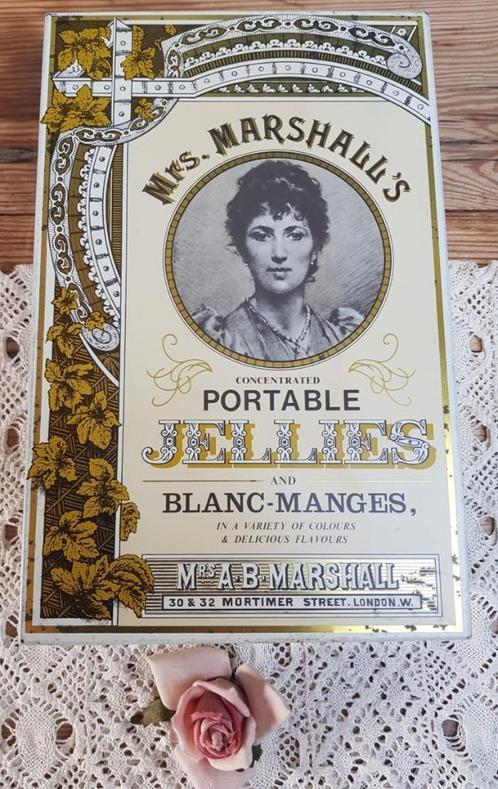 Mrs. MARSHALL'S
CONCENTRATED
PORTABLE
JELLIES
AND
BLANC-MANGES,
IN A VARIETY OF COLOURS
& DELICIOUS FLAVOURS
MRS A·B·MARSHALL
30 & 32 MORTIMER STREET. LONDON.W.